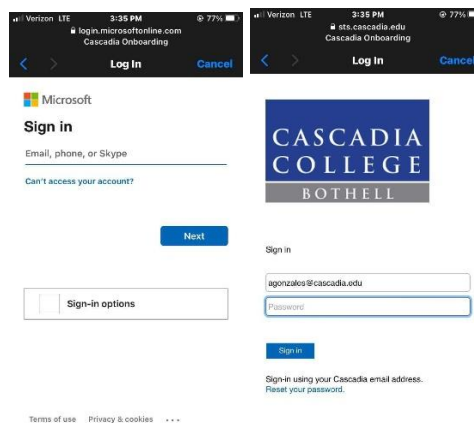 Verizon LTE 3:35 PM 77%
login.microsoftonline.com
Cascadia Onboarding
Log In Cancel
Microsoft
Sign in
Email, phone, or Skype
Can't access your account?
Next
Sign-in options
Terms of use Privacy & cookies ...
Verizon LTE 3:35 PM 77%
sts.cascadia.edu
Cascadia Onboarding
Log In Cancel
CASCADIA
COLLEGE
BOTHELL
Sign in
agonzales@cascadia.edu
Password
Sign in
Sign-in using your Cascadia email address.
Reset your password.